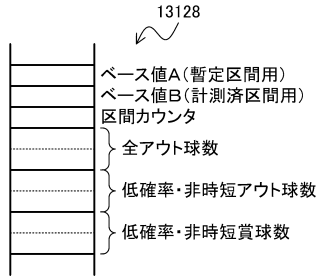 13128
ベース値A(暫定区間用)
ベース値B(計測済区間用)
区間カウンタ
全アウト球数
低確率・非時短アウト球数
低確率・非時短賞球数